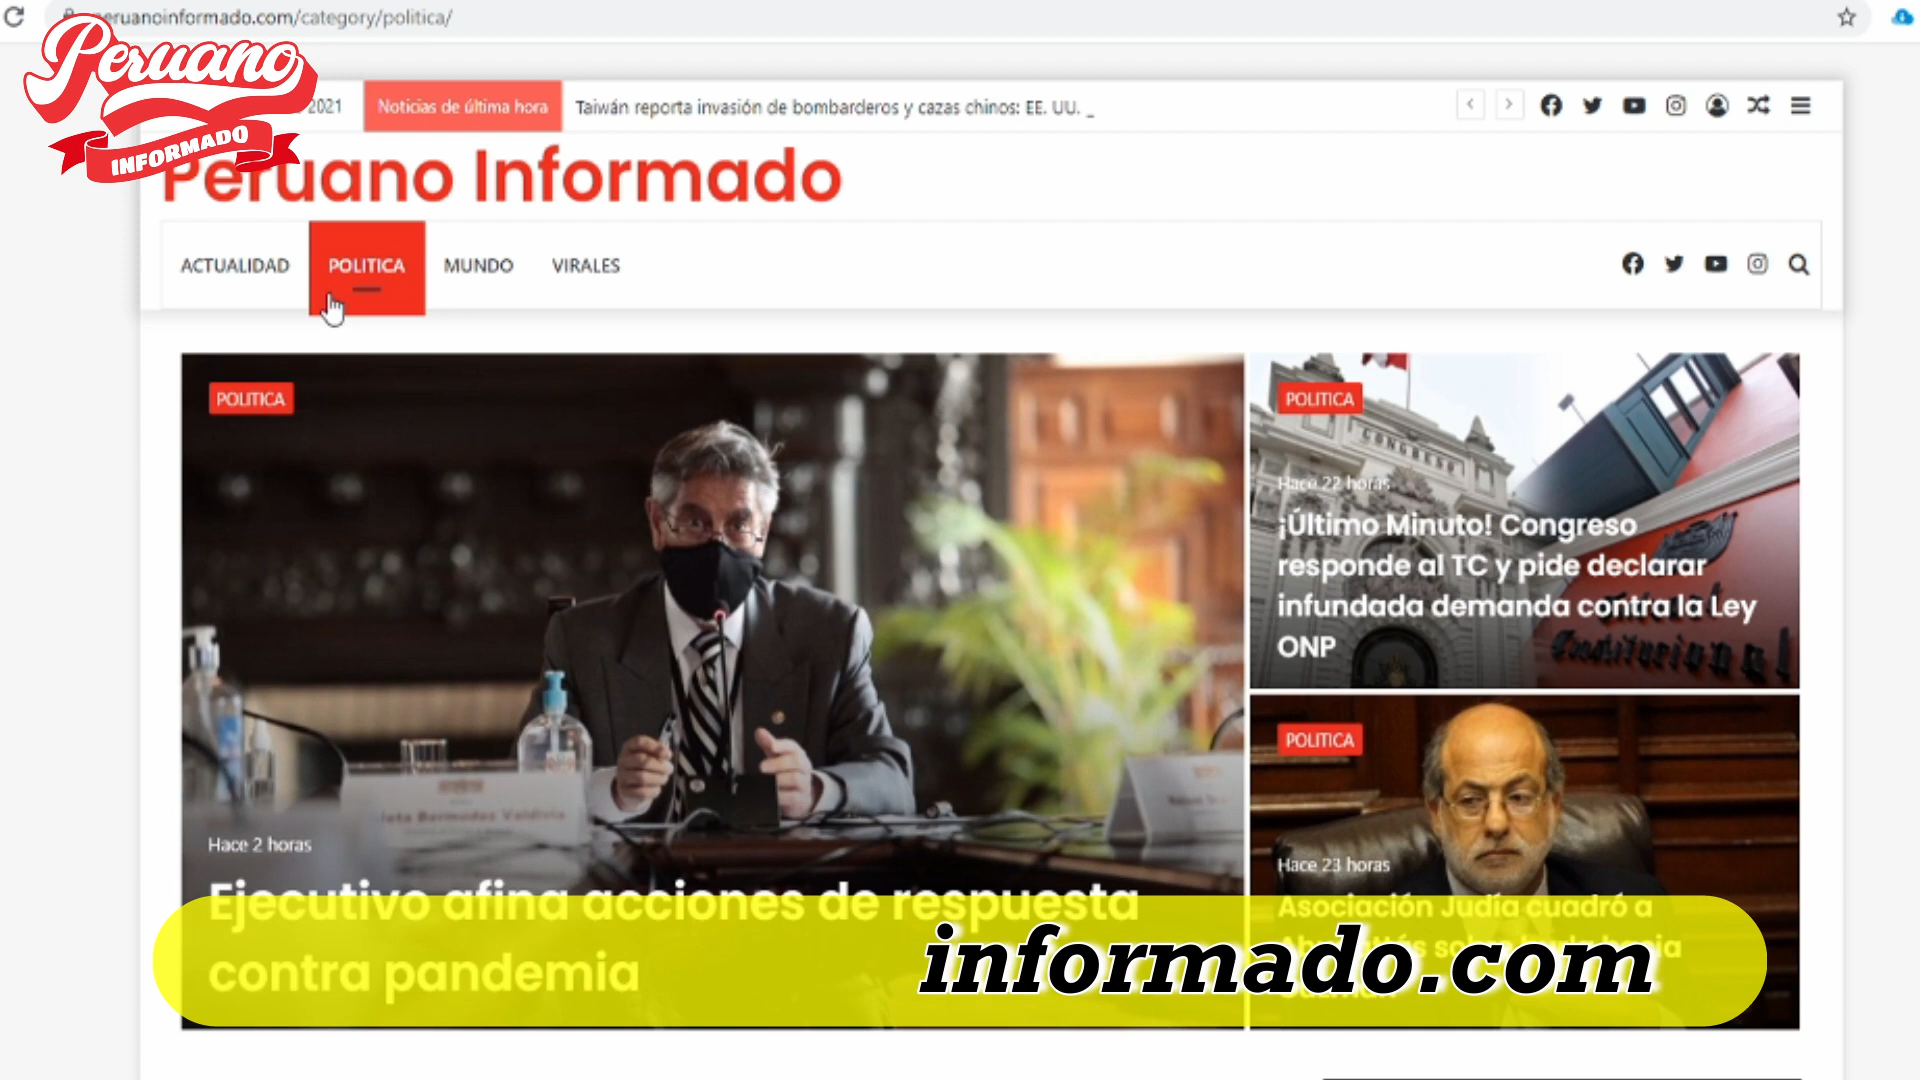 peruanoinformado.com/category/politica/
Peruano
INFORMADO
2021
Noticias de última hora
Taiwán reporta invasión de bombarderos y cazas chinos: EE. UU. _
Peruano Informado
ACTUALIDAD
POLITICA
MUNDO
VIRALES
POLITICA
Hace 2 horas
Ejecutivo afina acciones de respuesta
contra pandemia
POLITICA
CONGRESO
Hace 22 horas
¡Último Minuto! Congreso
responde al TC y pide declarar
infundada demanda contra la Ley
ONP
POLITICA
Hace 23 horas
Asociación Judía cuadró a
informado.com